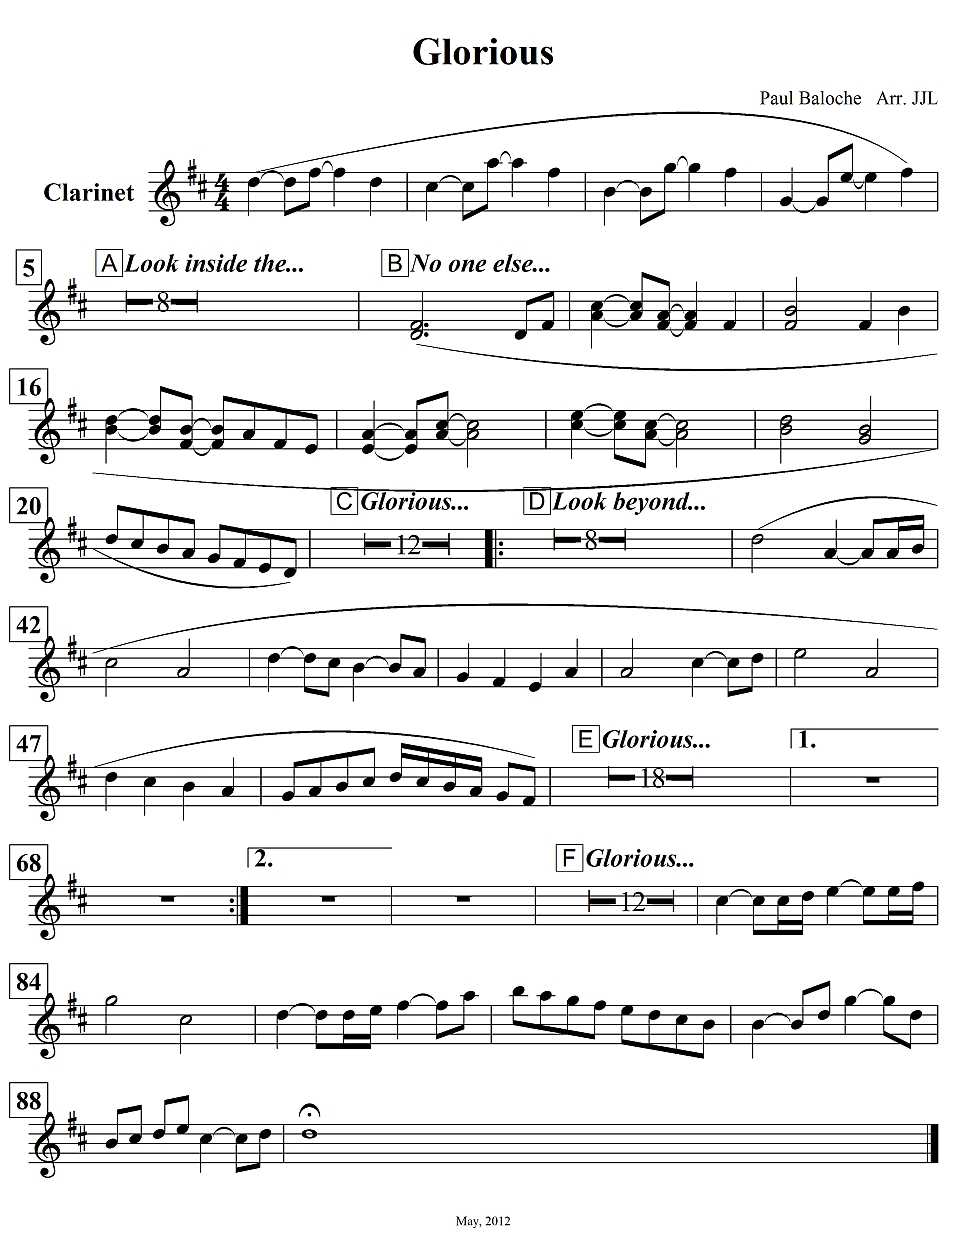 Glorious
Paul Baloche Arr. JJL
Clarinet
4
4
5 A Look inside the... B No one else...
8
16
20 C Glorious... D Look beyond...
12 8
42
47 E Glorious... 1.
18
68 2. F Glorious...
12
84
88
May, 2012